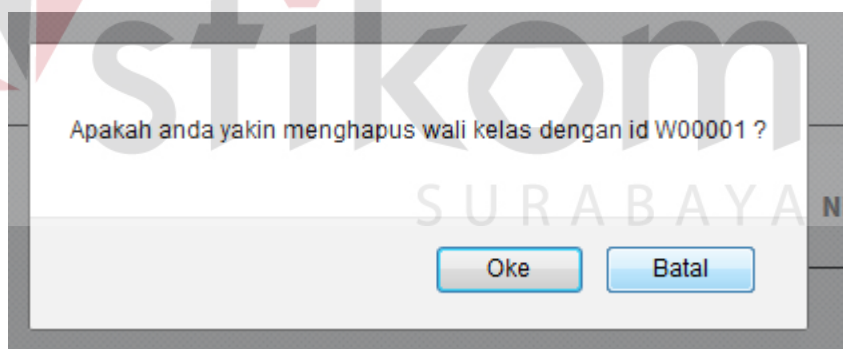 stikom
Apakah anda yakin menghapus wali kelas dengan id W00001 ?
SURABAYA
N
Oke
Batal